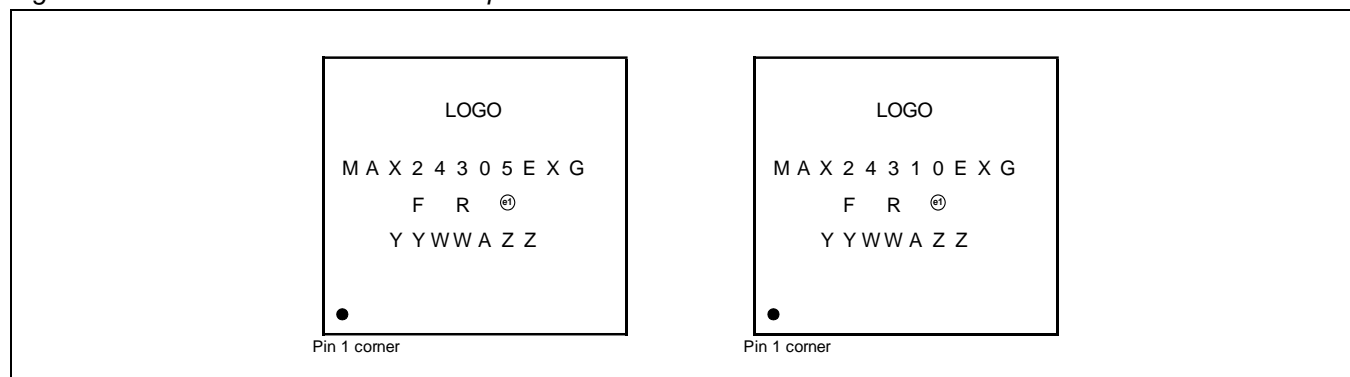 LOGO
MAX24305EXG
F R e1
YYWWAZZ
Pin 1 corner
LOGO
MAX24310EXG
F R e1
YYWWAZZ
Pin 1 corner